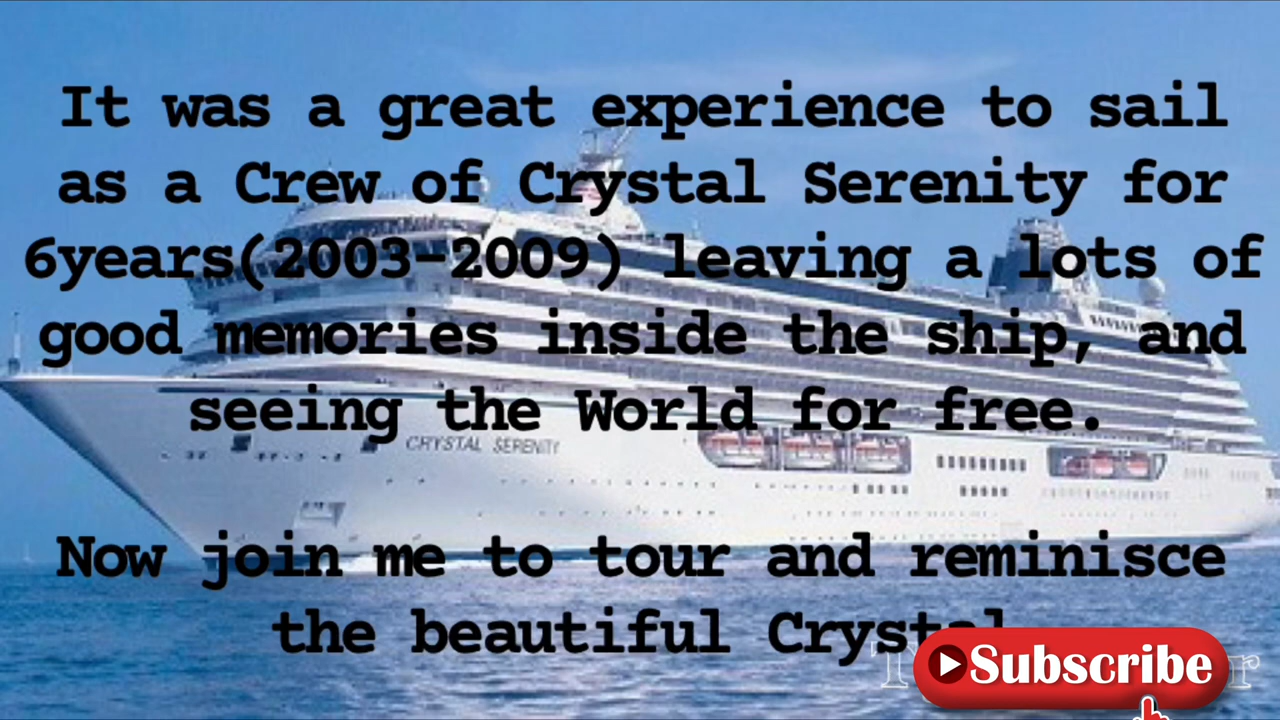 It was a great experience to sail
as a Crew of Crystal Serenity for
6years(2003-2009) leaving a lots of
good memories inside the ship, and
seeing the World for free.
CRYSTAL SERENITY
Now join me to tour and reminisce
the beautiful Crystal
Subscribe